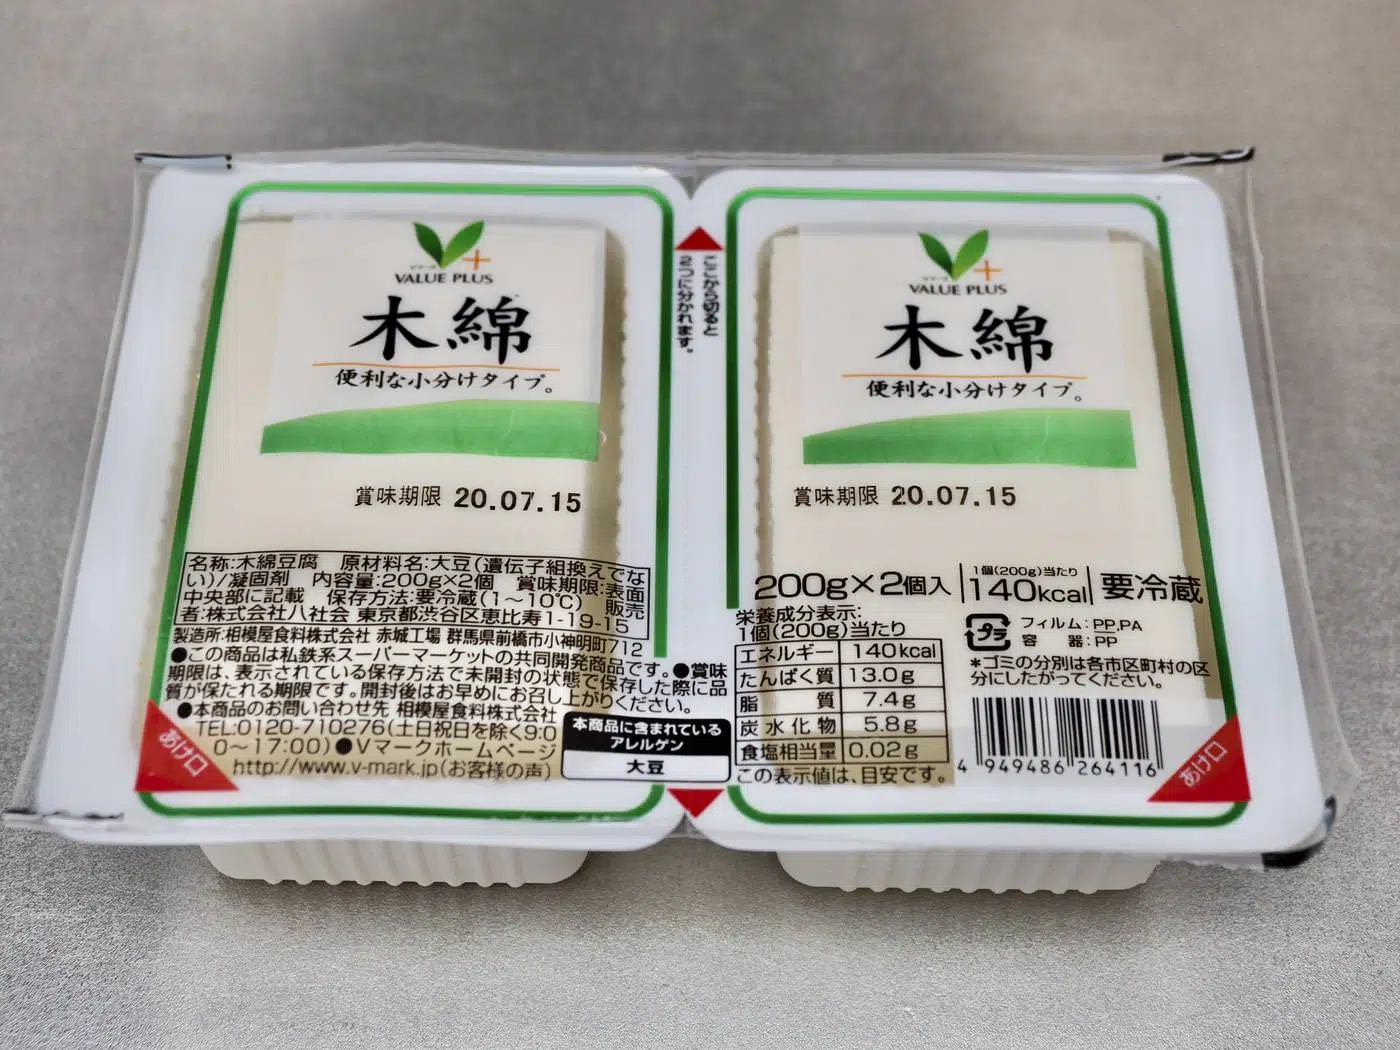 VALUE PLUS
木綿
便利な小分けタイプ。
賞味期限 20.07.15
名称:木綿豆腐 原材料名:大豆(遺伝子組換えでな
い)/凝固剤 内容量:200g×2個 賞味期限:表面
中央部に記載 保存方法:要冷蔵(1〜10℃) 販売
者:株式会社八社会 東京都渋谷区恵比寿1-19-15
製造所:相模屋食料株式会社 赤城工場 群馬県前橋市小神明町712
●この商品は私鉄系スーパーマーケットの共同開発商品です。●賞味
期限は、表示されている保存方法で未開封の状態で保存した際に品
質が保たれる期限です。開封後はお早めにお召し上がりください。
●本商品のお問い合わせ先 相模屋食料株式会社
TEL:0120-710276(土日祝日を除く9:0
0〜17:00)●Vマークホームページ
http://www.v-mark.jp(お客様の声)
本商品に含まれている
アレルゲン
大豆
あけ口
ここから切ると
2つに分かれます。
VALUE PLUS
木綿
便利な小分けタイプ。
賞味期限 20.07.15
200g×2個入
1個(200g)当たり
140kcal
要冷蔵
栄養成分表示:
1個(200g)当たり
エネルギー 140kcal
たんぱく質 13.0g
脂質 7.4g
炭水化物 5.8g
食塩相当量 0.02g
この表示値は、目安です。
プラ
フィルム:PP,PA
容器:PP
*ゴミの分別は各市区町村の区
分にしたがってください。
4 949486 264116
あけ口